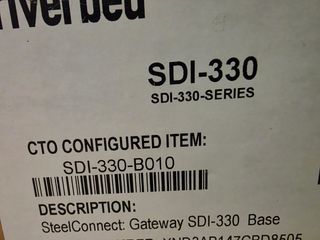 riverbed
SDI-330
SDI-330-SERIES
CTO CONFIGURED ITEM:
SDI-330-B010
DESCRIPTION:
SteelConnect: Gateway SDI-330 Base